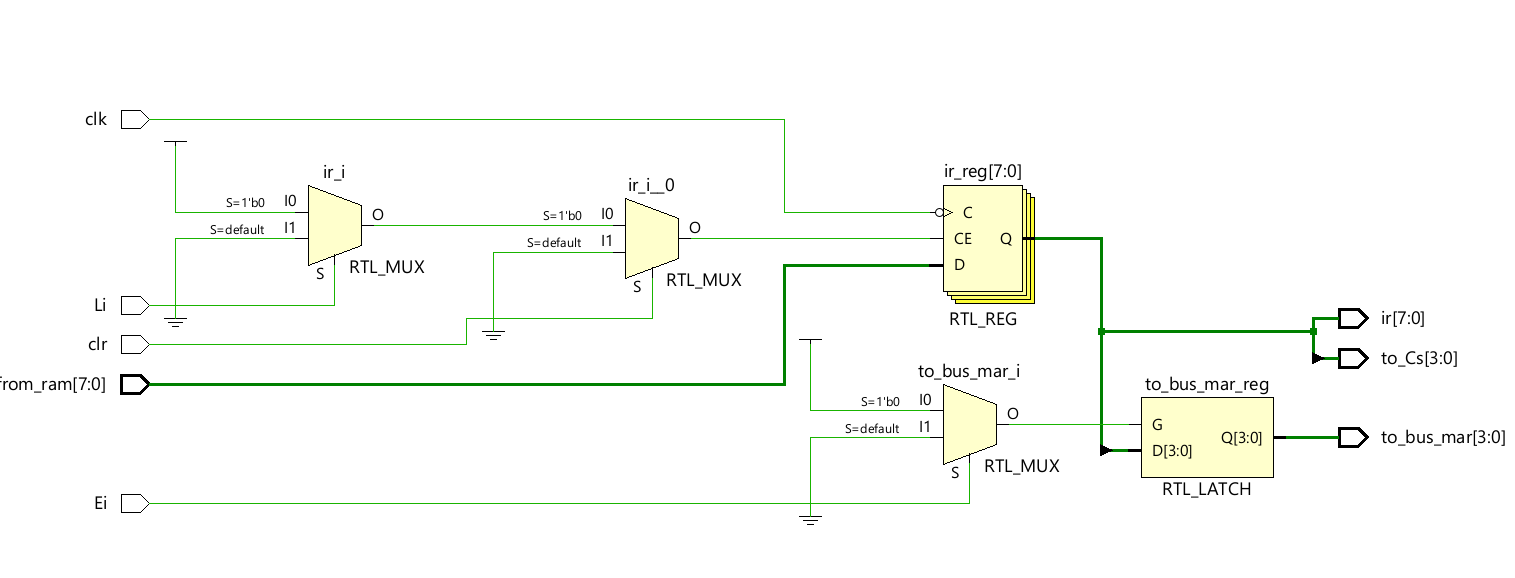 clk
ir_i
S=1'b0 I0
S=default I1
O
S
RTL_MUX
ir_i__0
S=1'b0 I0
S=default I1
O
S
RTL_MUX
ir_reg[7:0]
C
CE
D
Q
RTL_REG
Li
clr
from_ram[7:0]
ir[7:0]
to_Cs[3:0]
to_bus_mar_i
S=1'b0 I0
S=default I1
O
S
RTL_MUX
to_bus_mar_reg
G
D[3:0]
Q[3:0]
RTL_LATCH
to_bus_mar[3:0]
Ei